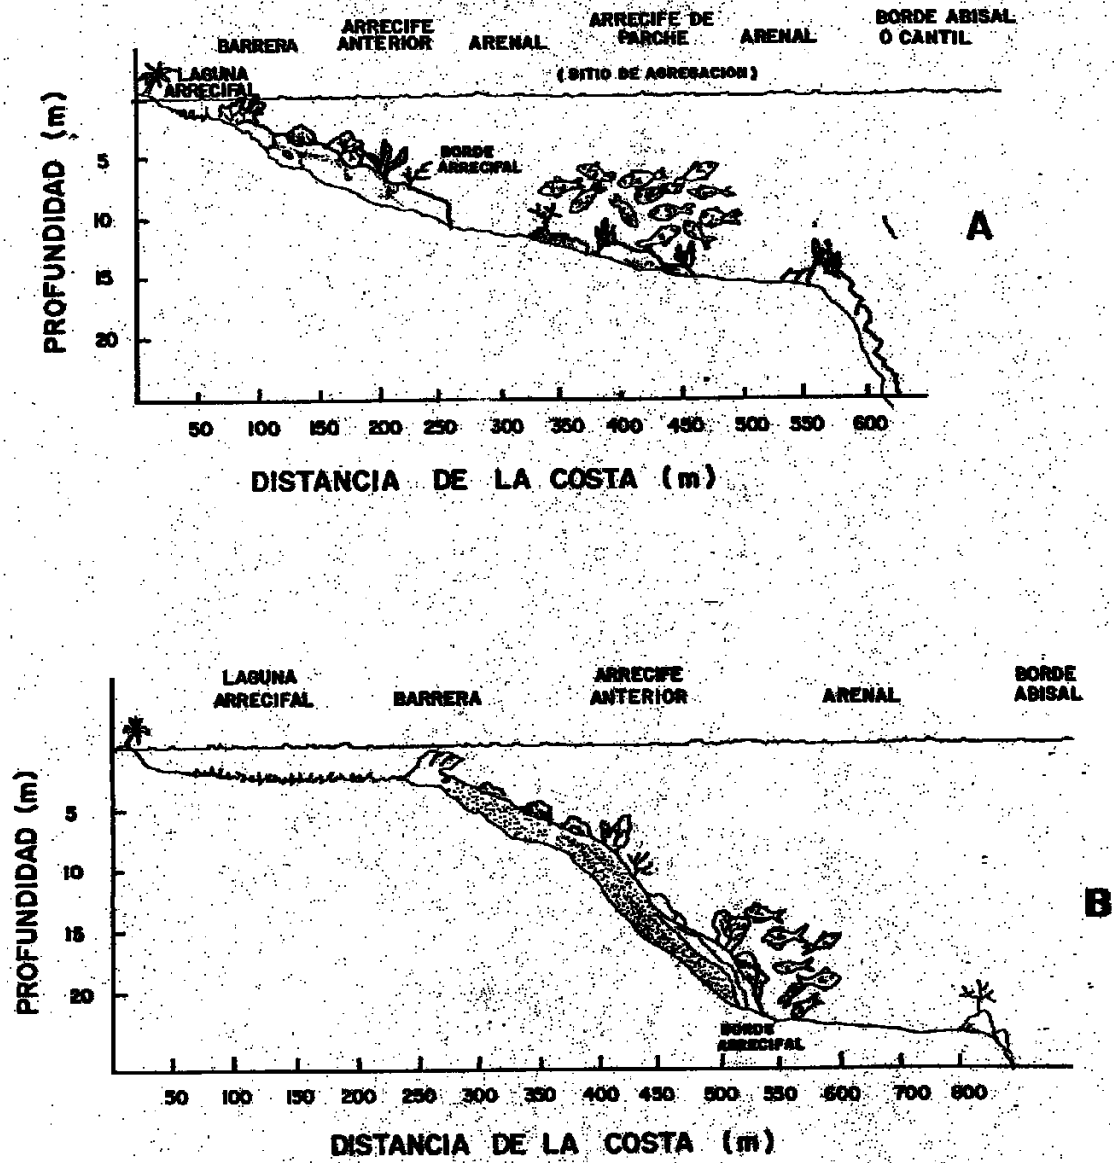 ARRECIFE
ANTERIOR
BARRERA
ARENAL
ARRECIFE DE
PARCHE
(SITIO DE AGREGACION)
ARENAL
BORDE ABISAL
O CANTIL
LAGUNA
ARRECIFAL
BORDE
ARRECIFAL
PROFUNDIDAD (m)
5
10
15
20
A
50 100 150 200 250 300 350 400 450 500 550 600
DISTANCIA DE LA COSTA (m)
LAGUNA
ARRECIFAL
BARRERA
ARRECIFE
ANTERIOR
ARENAL
BORDE
ABISAL
PROFUNDIDAD (m)
5
10
15
20
B
BORDE
ARRECIFAL
50 100 150 200 250 300 350 400 450 500 550 600 700 800
DISTANCIA DE LA COSTA (m)